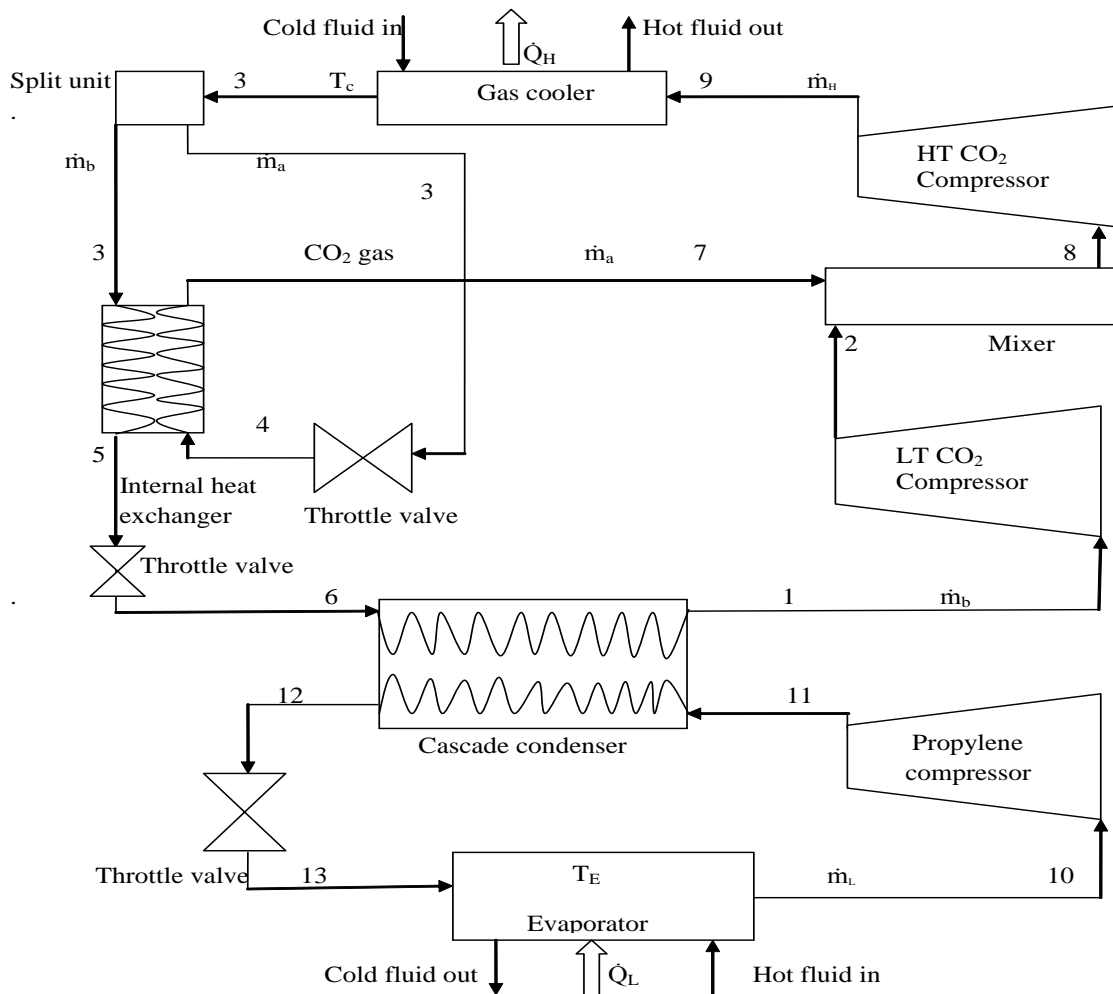 Cold fluid in
Q̇H
Hot fluid out
Split unit
3
Tc
Gas cooler
9
ṁH
.
HT CO2
Compressor
ṁb
ṁa
3
3
CO2 gas
ṁa
7
8
2
Mixer
4
5
LT CO2
Compressor
Internal heat
exchanger
Throttle valve
Throttle valve
.
6
1
ṁb
12
11
Cascade condenser
Propylene
compressor
Throttle valve
13
TE
ṁL
10
Evaporator
Cold fluid out
Q̇L
Hot fluid in